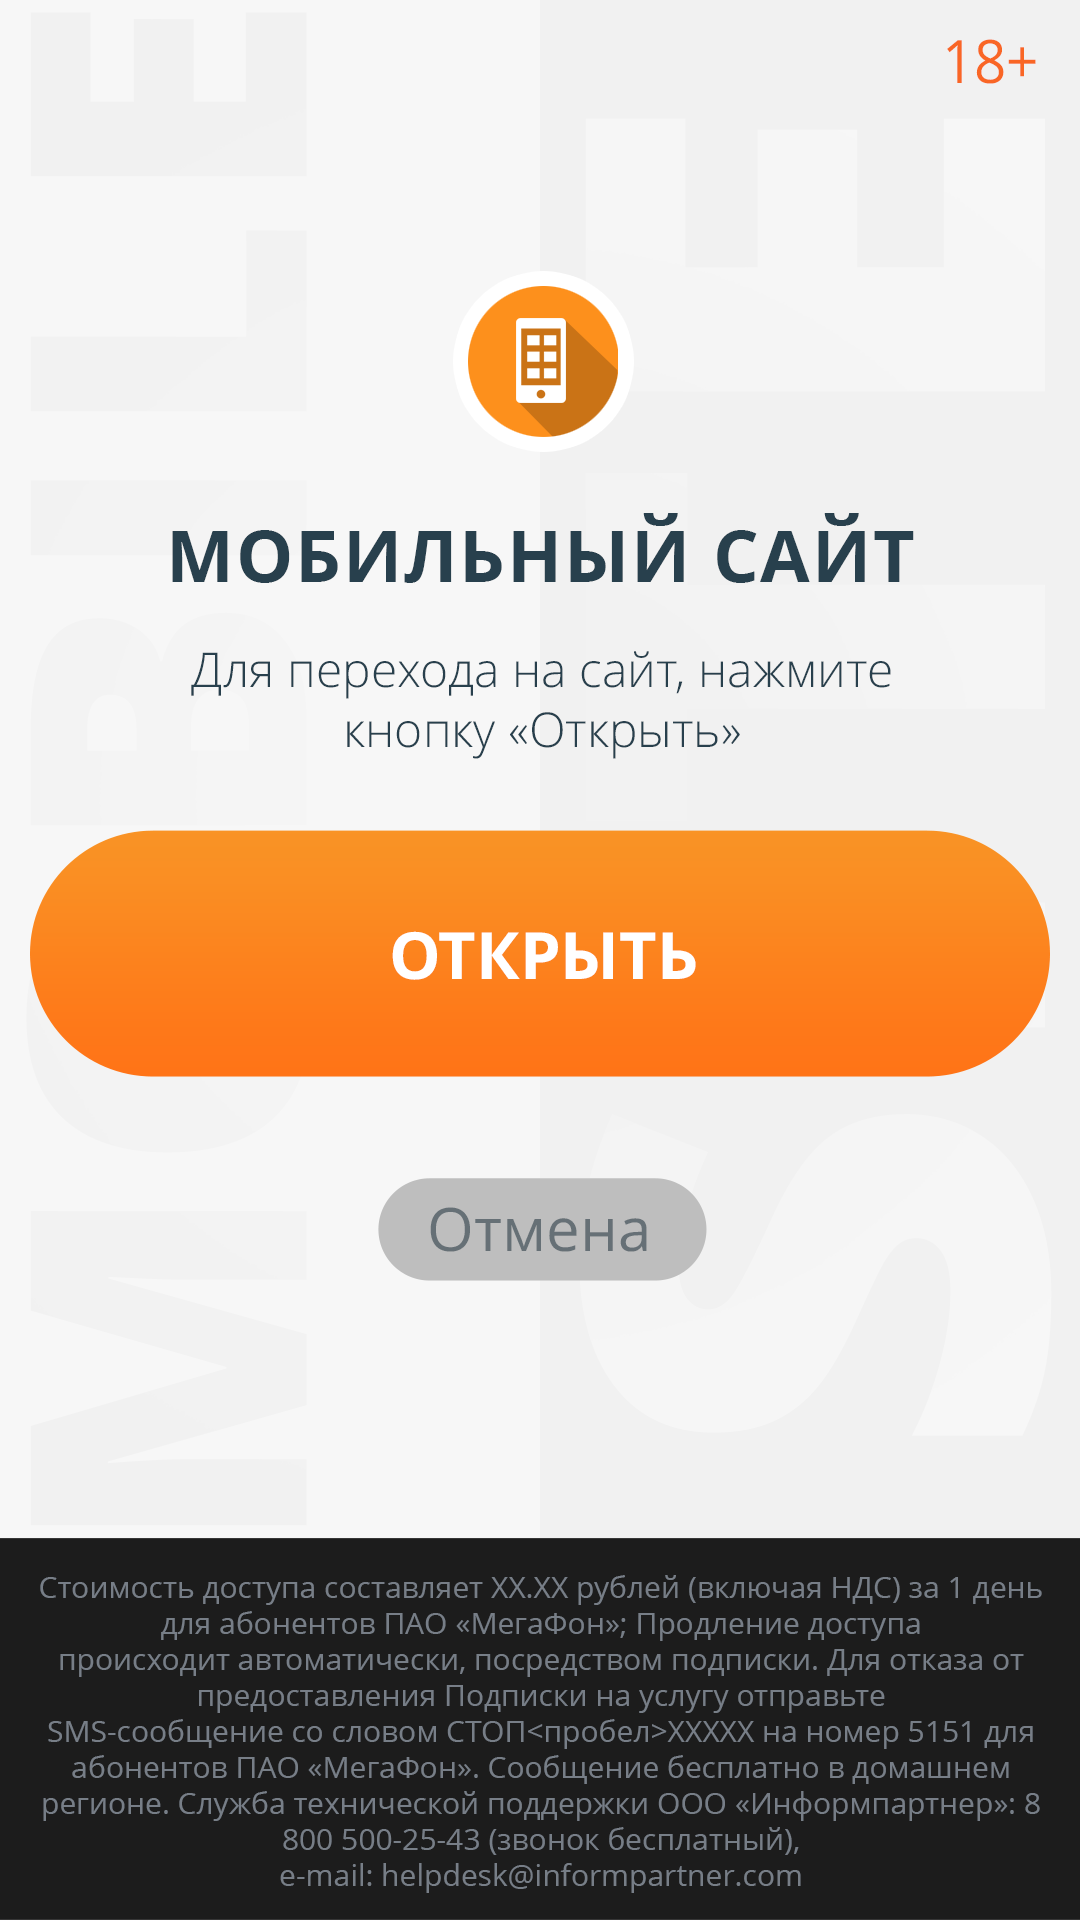 18+
МОБИЛЬНЫЙ САЙТ
Для перехода на сайт, нажмите
кнопку «Открыть»
ОТКРЫТЬ
Отмена
MOBILE
SITE
Стоимость доступа составляет XX.XX рублей (включая НДС) за 1 день
для абонентов ПАО «МегаФон»; Продление доступа
происходит автоматически, посредством подписки. Для отказа от
предоставления Подписки на услугу отправьте
SMS-сообщение со словом СТОП<пробел>XXXXX на номер 5151 для
абонентов ПАО «МегаФон». Сообщение бесплатно в домашнем
регионе. Служба технической поддержки ООО «Информпартнер»: 8
800 500-25-43 (звонок бесплатный),
e-mail: helpdesk@informpartner.com